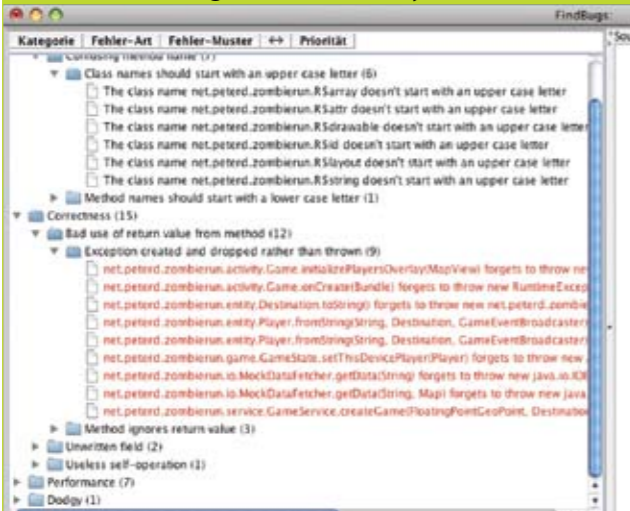 FindBugs:
Sou
Kategorie Fehler-Art Fehler-Muster ↔ Priorität
Confusing method name (7)
Class names should start with an upper case letter (6)
The class name net.peterd.zombierun.R$array doesn't start with an upper case letter
The class name net.peterd.zombierun.R$attr doesn't start with an upper case letter
The class name net.peterd.zombierun.R$drawable doesn't start with an upper case letter
The class name net.peterd.zombierun.R$id doesn't start with an upper case letter
The class name net.peterd.zombierun.R$layout doesn't start with an upper case letter
The class name net.peterd.zombierun.R$string doesn't start with an upper case letter
Method names should start with a lower case letter (1)
Correctness (15)
Bad use of return value from method (12)
Exception created and dropped rather than thrown (9)
net.peterd.zombierun.activity.Game.initializePlayersOverlay(MapView) forgets to throw ne
net.peterd.zombierun.activity.Game.onCreate(Bundle) forgets to throw new RuntimeExcep
net.peterd.zombierun.entity.Destination.toString() forgets to throw new net.peterd.zombie
net.peterd.zombierun.entity.Player.fromString(String, Destination, GameEventBroadcaster)
net.peterd.zombierun.entity.Player.fromString(String, Destination, GameEventBroadcaster)
net.peterd.zombierun.game.GameState.setThisDevicePlayer(Player) forgets to throw new
net.peterd.zombierun.io.MockDataFetcher.getData(String) forgets to throw new java.io.IOE
net.peterd.zombierun.io.MockDataFetcher.getData(String, Map) forgets to throw new java
net.peterd.zombierun.service.GameService.createGame(FloatingPointGeoPoint, Destination
Method ignores return value (3)
Unwritten field (2)
Useless self-operation (1)
Performance (7)
Dodgy (1)